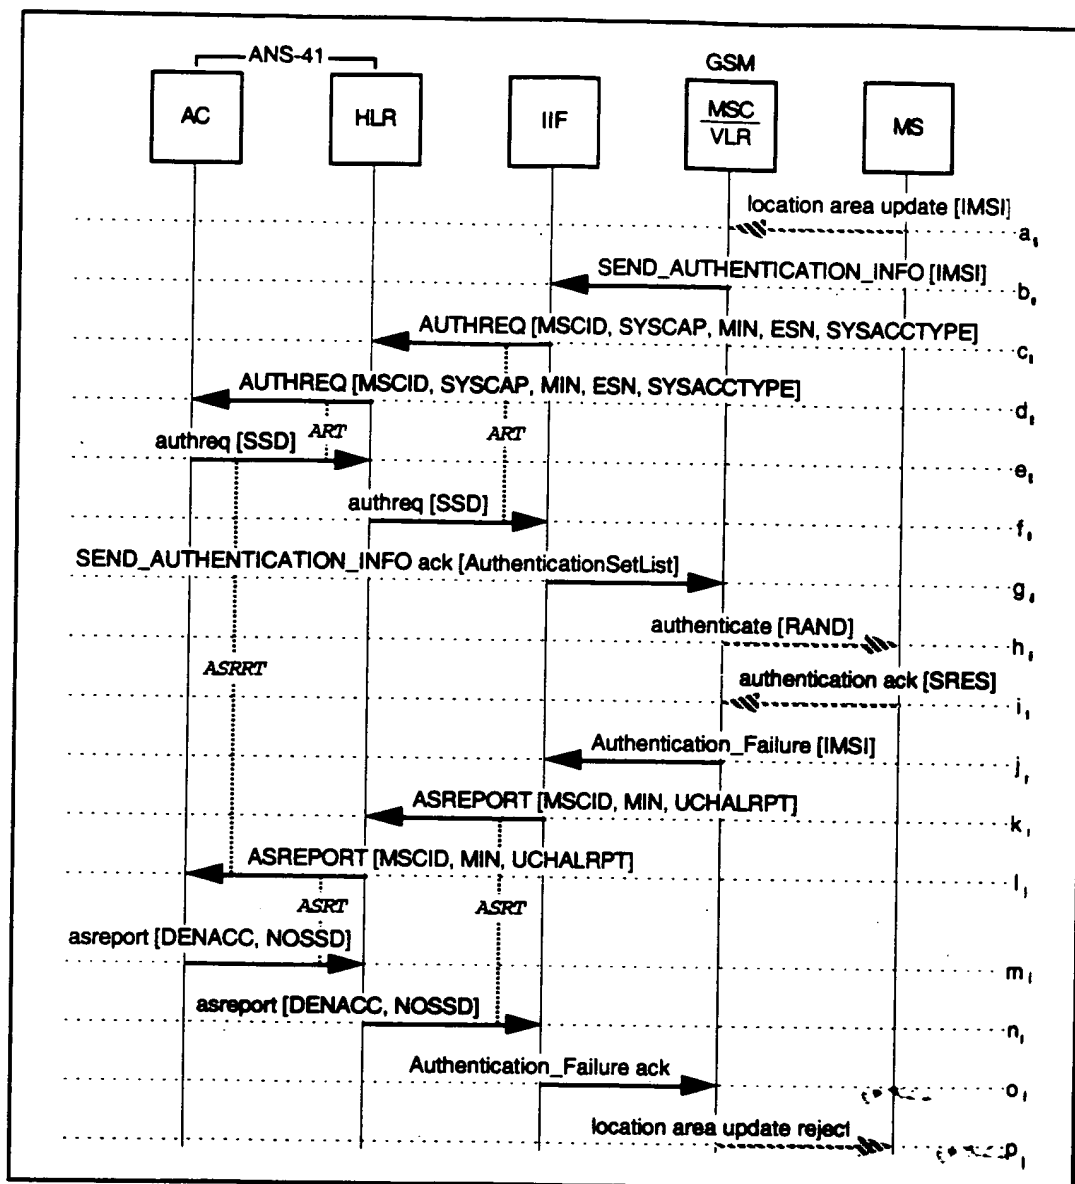 ANS-41
GSM
AC
HLR
IIF
MSC
VLR
MS
location area update [IMSI]
a
SEND_AUTHENTICATION_INFO [IMSI]
b
AUTHREQ [MSCID, SYSCAP, MIN, ESN, SYSACCTYPE]
c
AUTHREQ [MSCID, SYSCAP, MIN, ESN, SYSACCTYPE]
d
ART
ART
authreq [SSD]
e
authreq [SSD]
f
SEND_AUTHENTICATION_INFO ack [AuthenticationSetList]
g
authenticate [RAND]
h
ASRRT
authentication ack [SRES]
i
Authentication_Failure [IMSI]
j
ASREPORT [MSCID, MIN, UCHALRPT]
k
ASREPORT [MSCID, MIN, UCHALRPT]
l
ASRT
ASRT
asreport [DENACC, NOSSD]
m
asreport [DENACC, NOSSD]
n
Authentication_Failure ack
o
location area update reject
p